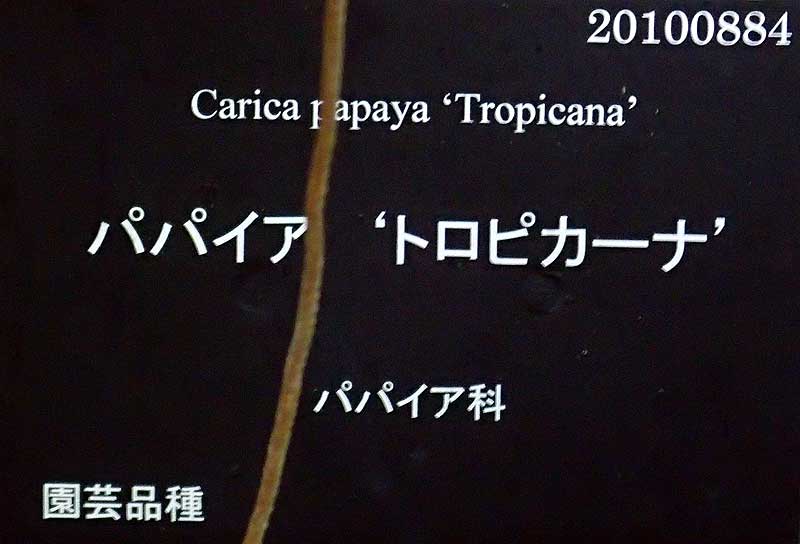 20100884
Carica papaya ‘Tropicana’
パパイア ‘トロピカーナ’
パパイア科
園芸品種